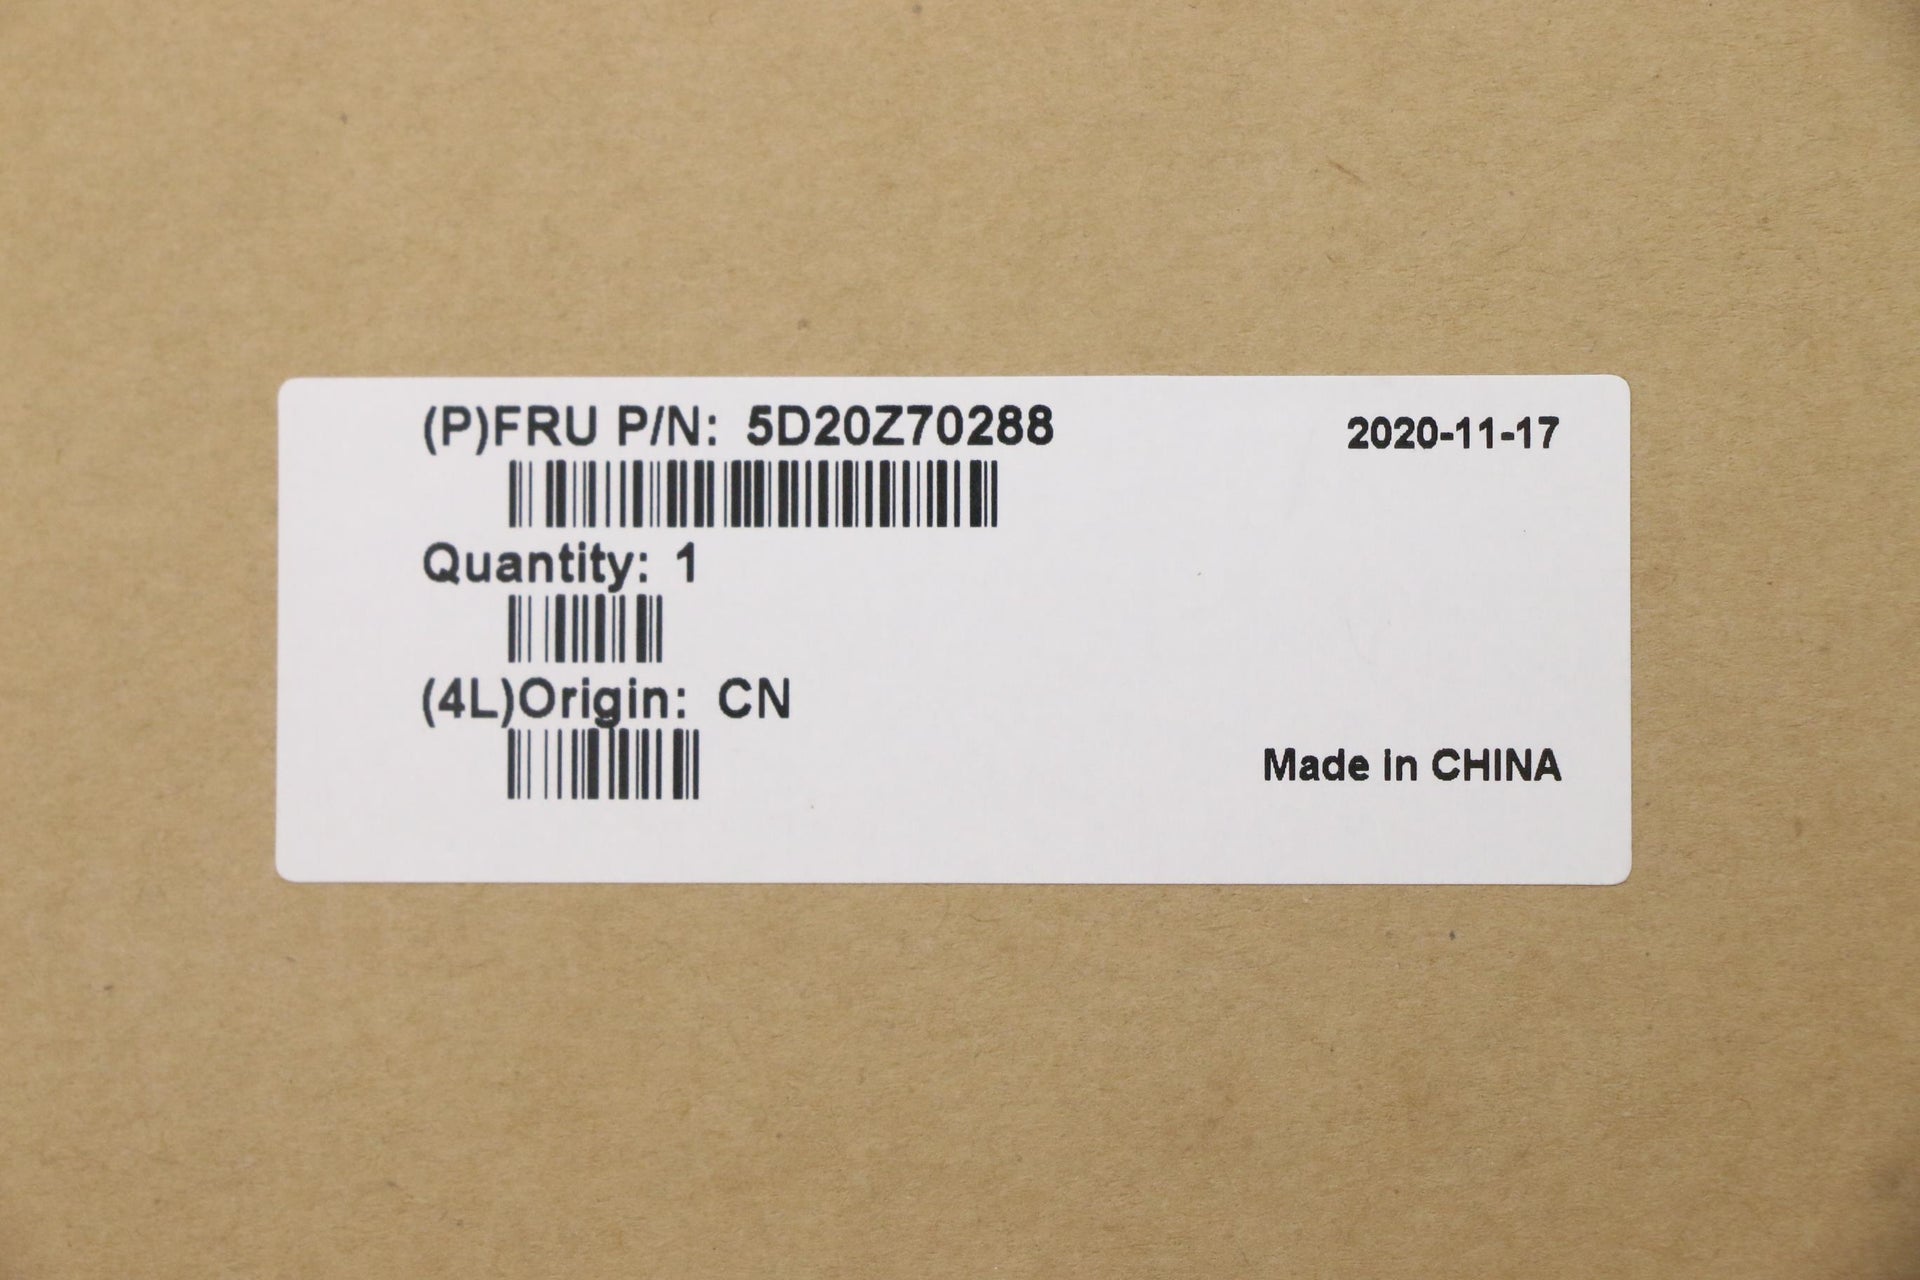 (P)FRU P/N: 5D20Z70288
2020-11-17
Quantity: 1
(4L)Origin: CN
Made in CHINA